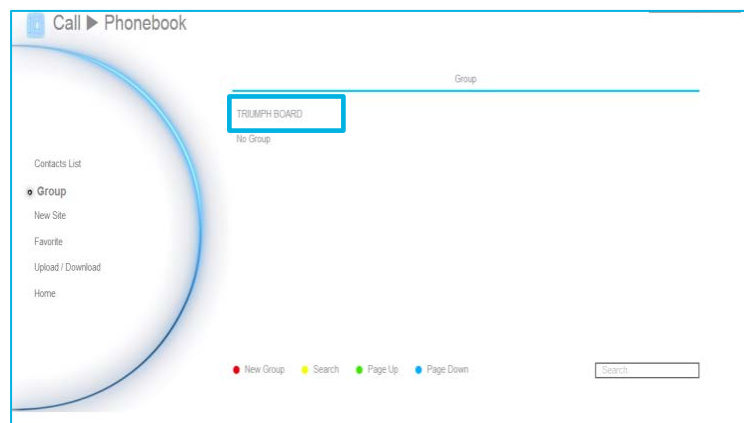 Call ▶ Phonebook
Group
TRIUMPH BOARD
No Group
Contacts List
Group
New Site
Favorite
Upload / Download
Home
New Group Search Page Up Page Down
Search